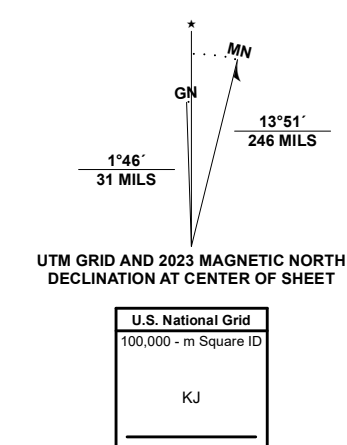 ★
MN
GN
13°51´
246 MILS
1°46´
31 MILS
UTM GRID AND 2023 MAGNETIC NORTH
DECLINATION AT CENTER OF SHEET
U.S. National Grid
100,000 - m Square ID
KJ